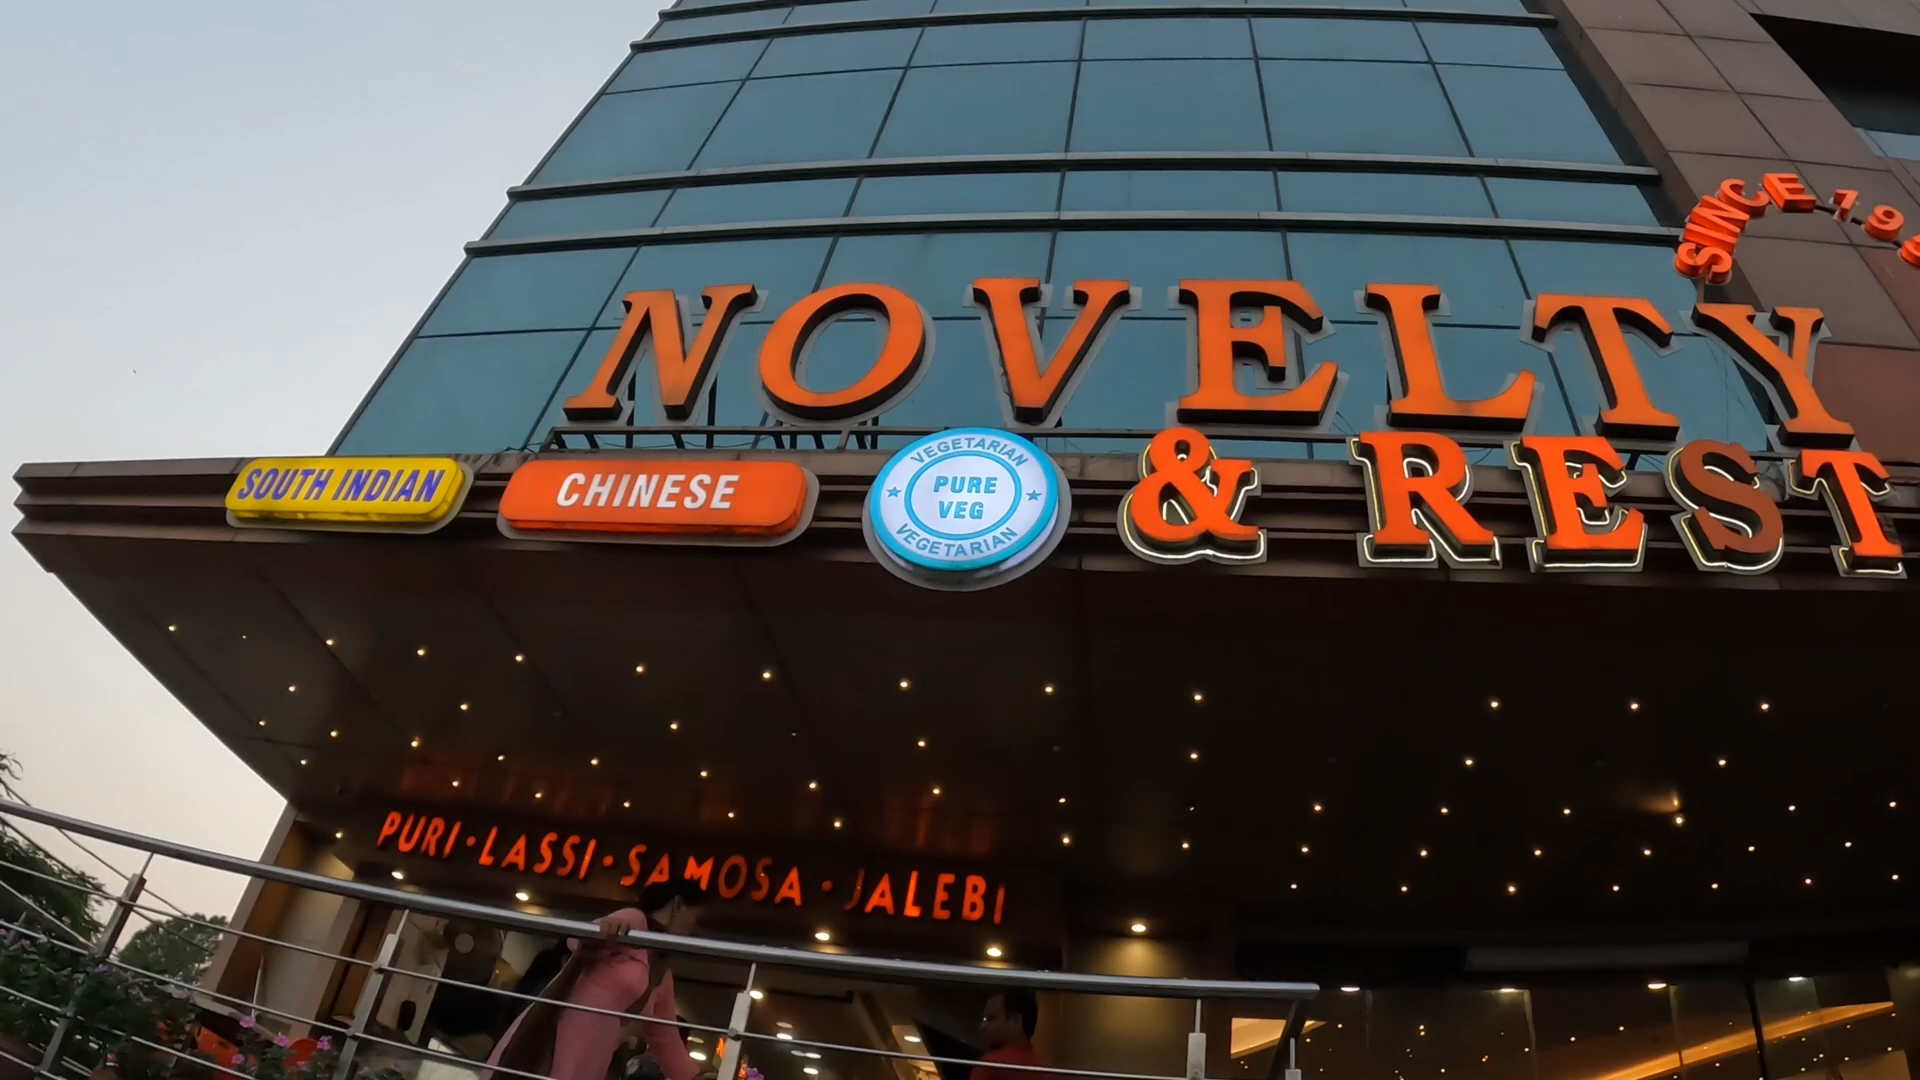 SINCE 19
NOVELTY
& REST
SOUTH INDIAN
CHINESE
VEGETARIAN
PURE
VEG
VEGETARIAN
PURI·LASSI·SAMOSA·JALEBI